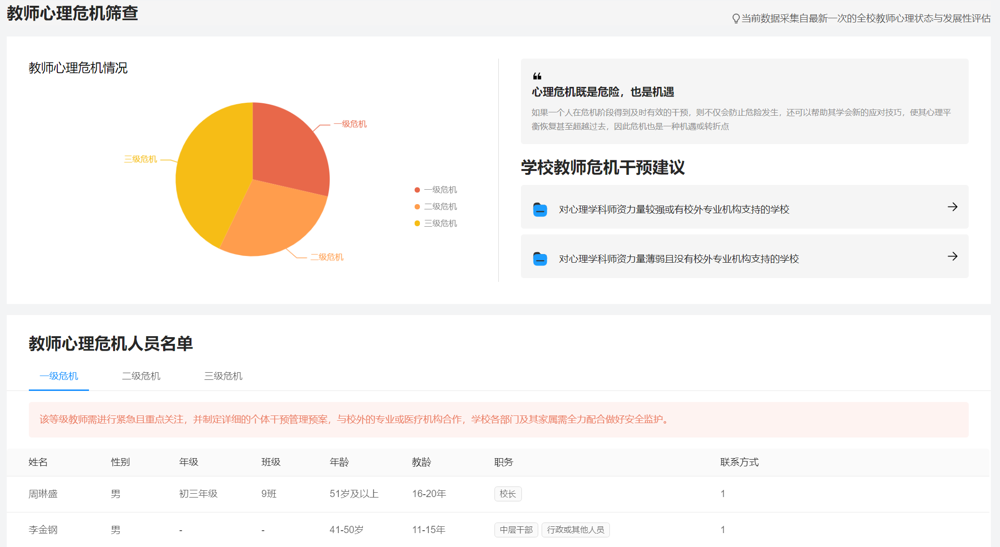 教师心理危机筛查
当前数据采集自最新一次的全校教师心理状态与发展性评估
教师心理危机情况
一级危机
三级危机
二级危机
一级危机
二级危机
三级危机
心理危机既是危险，也是机遇
如果一个人在危机阶段得到及时有效的干预，则不仅会防止危险发生，还可以帮助其学会新的应对技巧，使其心理平
衡恢复甚至超越过去，因此危机也是一种机遇或转折点
学校教师危机干预建议
对心理学科师资力量较强或有校外专业机构支持的学校
对心理学科师资力量薄弱且没有校外专业机构支持的学校
教师心理危机人员名单
一级危机 二级危机 三级危机
该等级教师需进行紧急且重点关注，并制定详细的个体干预管理预案，与校外的专业或医疗机构合作，学校各部门及其家属需全力配合做好安全监护。
姓名 性别 年级 班级 年龄 教龄 职务 联系方式
周琳盛 男 初三年级 9班 51岁及以上 16-20年 校长 1
李金钢 男 - - 41-50岁 11-15年 中层干部 行政或其他人员 1